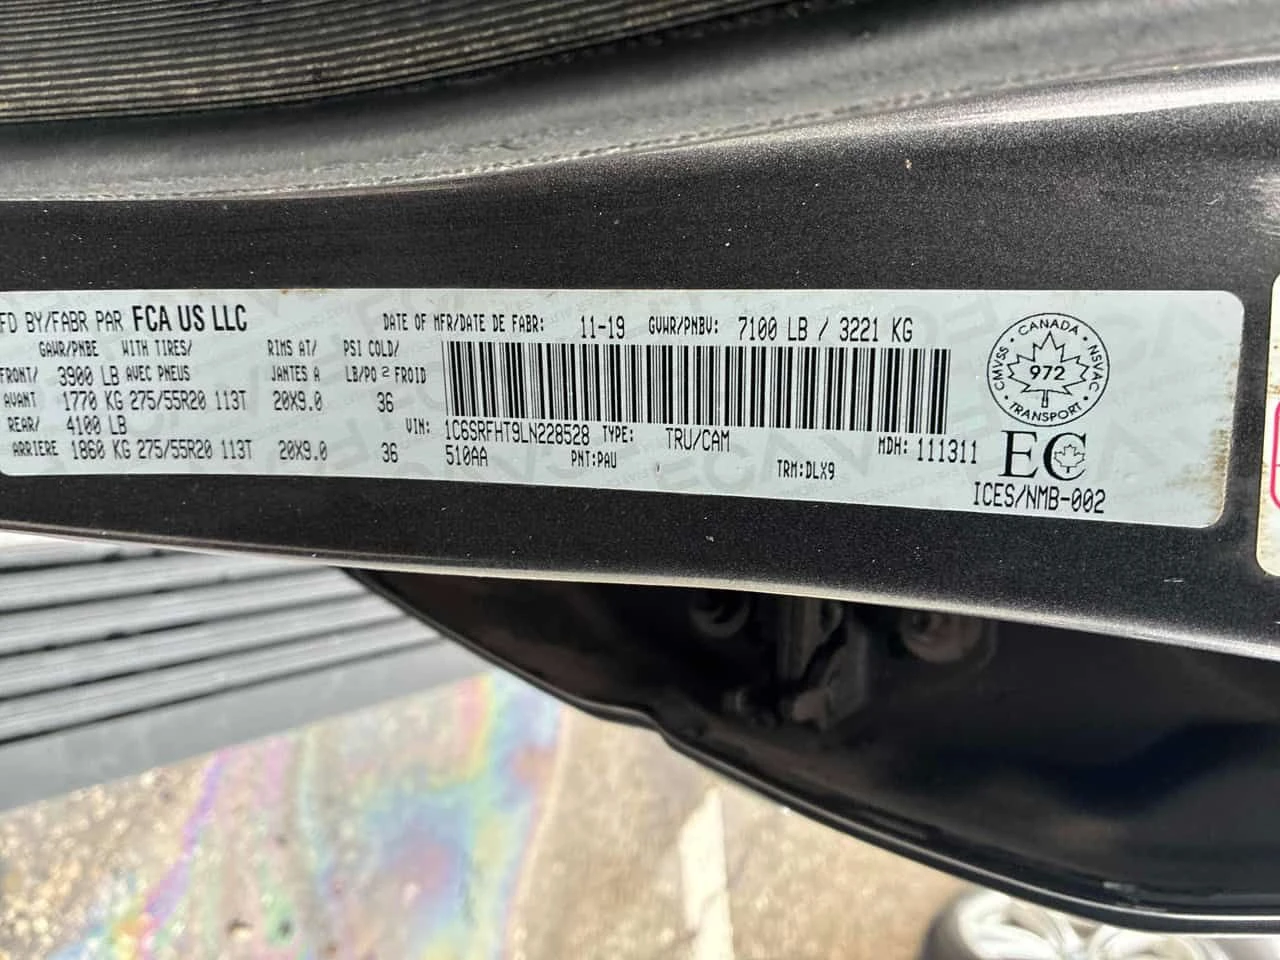 FD BY/FABR PAR FCA US LLC
DATE OF MFR/DATE DE FABR: 11-19 GVWR/PNBV: 7100 LB / 3221 KG
GAWR/PNBE WITH TIRES/ RIMS AT/ PSI COLD/
FRONT/ 3900 LB AVEC PNEUS JANTES A LB/PO 2 FROID
AVANT 1770 KG 275/55R20 113T 20X9.0 36
REAR/ 4100 LB
ARRIERE 1860 KG 275/55R20 113T 20X9.0 36
VIN: 1C6SRFHT9LN228528 TYPE: TRU/CAM MDH: 111311
510AA PNT:PAU TRM:DLX9
CANADA
CMVSS NSVAC
972
TRANSPORT
EC
ICES/NMB-002